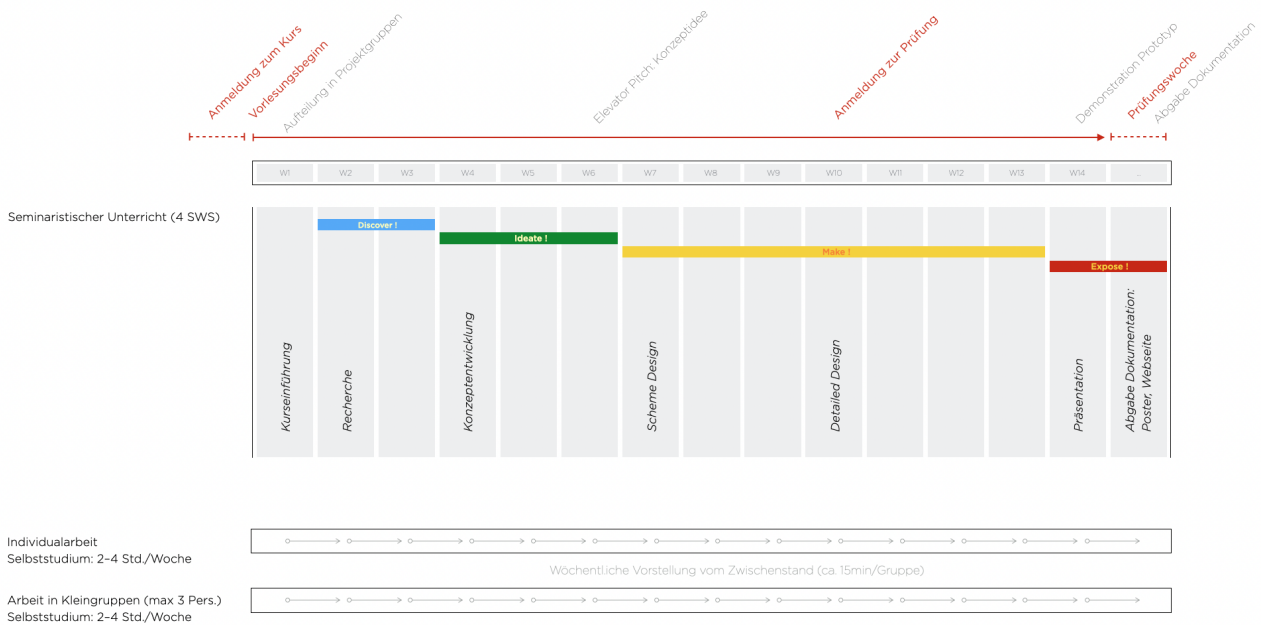 Anmeldung zum Kurs
Vorlesungsbeginn
Aufteilung in Projektgruppen
Elevator Pitch: Konzeptidee
Anmeldung zur Prüfung
Demonstration Prototyp
Prüfungswoche
Abgabe Dokumentation
W1 W2 W3 W4 W5 W6 W7 W8 W9 W10 W11 W12 W13 W14 ..
Seminaristischer Unterricht (4 SWS)
Discover !
Ideate !
Make !
Expose !
Kurseinführung
Recherche
Konzeptentwicklung
Scheme Design
Detailed Design
Präsentation
Abgabe Dokumentation:
Poster, Webseite
Individualarbeit
Selbststudium: 2–4 Std./Woche
Wöchentliche Vorstellung vom Zwischenstand (ca. 15min/Gruppe)
Arbeit in Kleingruppen (max 3 Pers.)
Selbststudium: 2–4 Std./Woche